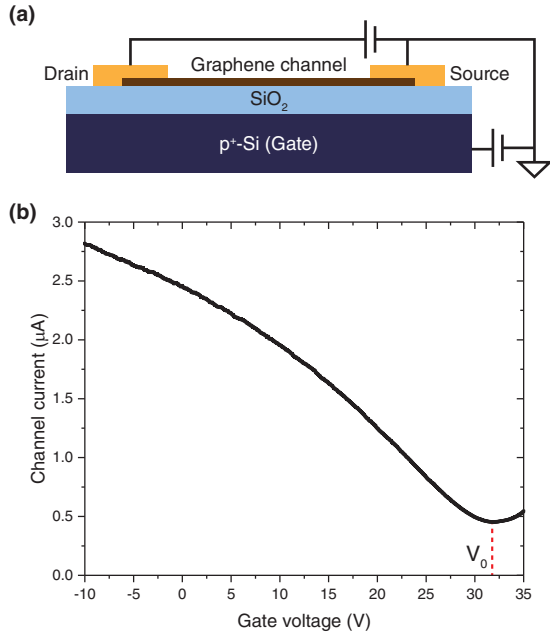 (a)
Drain
Graphene channel
Source
SiO₂
p⁺-Si (Gate)
(b)
3.0
2.5
2.0
1.5
1.0
0.5
0.0
Channel current (μA)
V₀
-10 -5 0 5 10 15 20 25 30 35
Gate voltage (V)